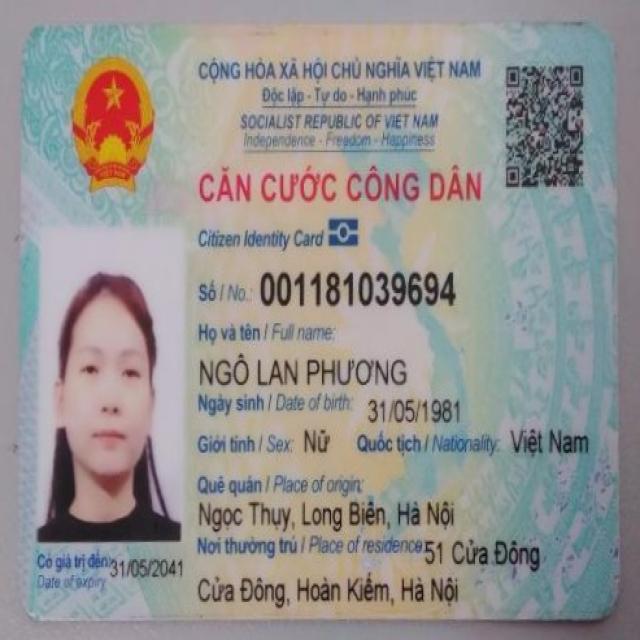 CỘNG HÒA XÃ HỘI CHỦ NGHĨA VIỆT NAM
Độc lập - Tự do - Hạnh phúc
SOCIALIST REPUBLIC OF VIET NAM
Independence - Freedom - Happiness
CĂN CƯỚC CÔNG DÂN
Citizen Identity Card
Số / No.: 001181039694
Họ và tên / Full name:
NGÔ LAN PHƯƠNG
Ngày sinh / Date of birth: 31/05/1981
Giới tính / Sex: Nữ Quốc tịch / Nationality: Việt Nam
Quê quán / Place of origin:
Ngọc Thụy, Long Biên, Hà Nội
Nơi thường trú / Place of residence: 51 Cửa Đông
Cửa Đông, Hoàn Kiếm, Hà Nội
Có giá trị đến: 31/05/2041
Date of expiry